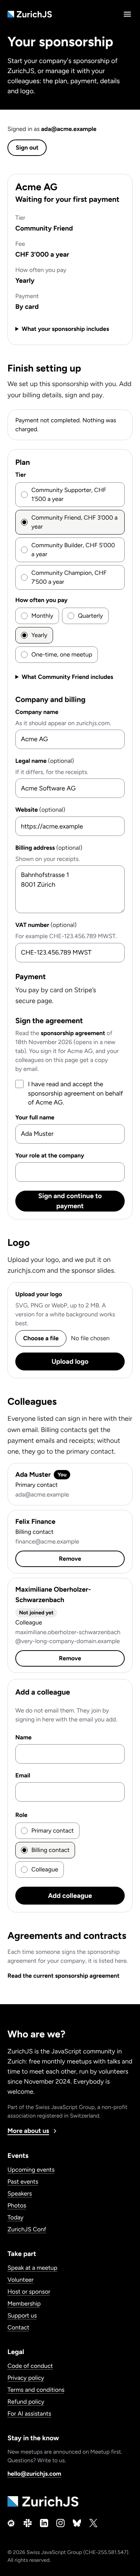 ZurichJS
Your sponsorship
Start your company's sponsorship of
ZurichJS, or manage it with your
colleagues: the plan, payment, details
and logo.
Signed in as ada@acme.example
Sign out
Acme AG
Waiting for your first payment
Tier
Community Friend
Fee
CHF 3'000 a year
How often you pay
Yearly
Payment
By card
What your sponsorship includes
Finish setting up
We set up this sponsorship with you. Add
your billing details, sign and pay.
Payment not completed. Nothing was
charged.
Plan
Tier
Community Supporter, CHF
1'500 a year
Community Friend, CHF 3'000 a
year
Community Builder, CHF 5'000
a year
Community Champion, CHF
7'500 a year
How often you pay
Monthly
Quarterly
Yearly
One-time, one meetup
What Community Friend includes
Company and billing
Company name
As it should appear on zurichjs.com.
Acme AG
Legal name (optional)
If it differs, for the receipts.
Acme Software AG
Website (optional)
https://acme.example
Billing address (optional)
Shown on your receipts.
Bahnhofstrasse 1
8001 Zürich
VAT number (optional)
For example CHE-123.456.789 MWST.
CHE-123.456.789 MWST
Payment
You pay by card on Stripe's
secure page.
Sign the agreement
Read the sponsorship agreement of
18th November 2026 (opens in a new
tab). You sign it for Acme AG, and your
colleagues on this page get a copy
by email.
I have read and accept the
sponsorship agreement on behalf
of Acme AG.
Your full name
Ada Muster
Your role at the company
Sign and continue to
payment
Logo
Upload your logo, and we put it on
zurichjs.com and the sponsor slides.
Upload your logo
SVG, PNG or WebP, up to 2 MB. A
version for a white background works
best.
Choose a file
No file chosen
Upload logo
Colleagues
Everyone listed can sign in here with their
own email. Billing contacts get the
payment emails and receipts; without
one, they go to the primary contact.
Ada Muster You
Primary contact
ada@acme.example
Felix Finance
Billing contact
finance@acme.example
Remove
Maximiliane Oberholzer-
Schwarzenbach
Not joined yet
Colleague
maximiliane.oberholzer-schwarzenbach
@very-long-company-domain.example
Remove
Add a colleague
We do not email them. They join by
signing in here with the email you add.
Name
Email
Role
Primary contact
Billing contact
Colleague
Add colleague
Agreements and contracts
Each time someone signs the sponsorship
agreement for your company, it is listed here.
Read the current sponsorship agreement
Who are we?
ZurichJS is the JavaScript community in
Zurich: free monthly meetups with talks and
time to meet each other, run by volunteers
since November 2024. Everybody is
welcome.
Part of the Swiss JavaScript Group, a non-profit
association registered in Switzerland.
More about us
Events
Upcoming events
Past events
Speakers
Photos
Today
ZurichJS Conf
Take part
Speak at a meetup
Volunteer
Host or sponsor
Membership
Support us
Contact
Legal
Code of conduct
Privacy policy
Terms and conditions
Refund policy
For AI assistants
Stay in the know
New meetups are announced on Meetup first.
Questions? Write to us.
hello@zurichjs.com
ZurichJS
© 2026 Swiss JavaScript Group (CHE-255.581.547).
All rights reserved.